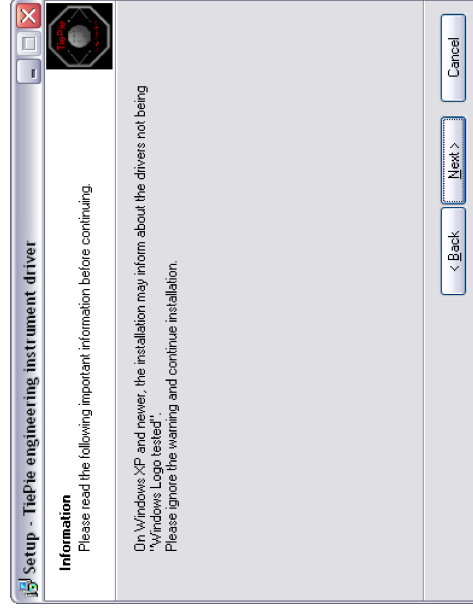 Setup - TiePie engineering instrument driver
TiePie
Information
Please read the following important information before continuing.
On Windows XP and newer, the installation may inform about the drivers not being
"Windows Logo tested".
Please ignore the warning and continue installation.
< Back
Next >
Cancel